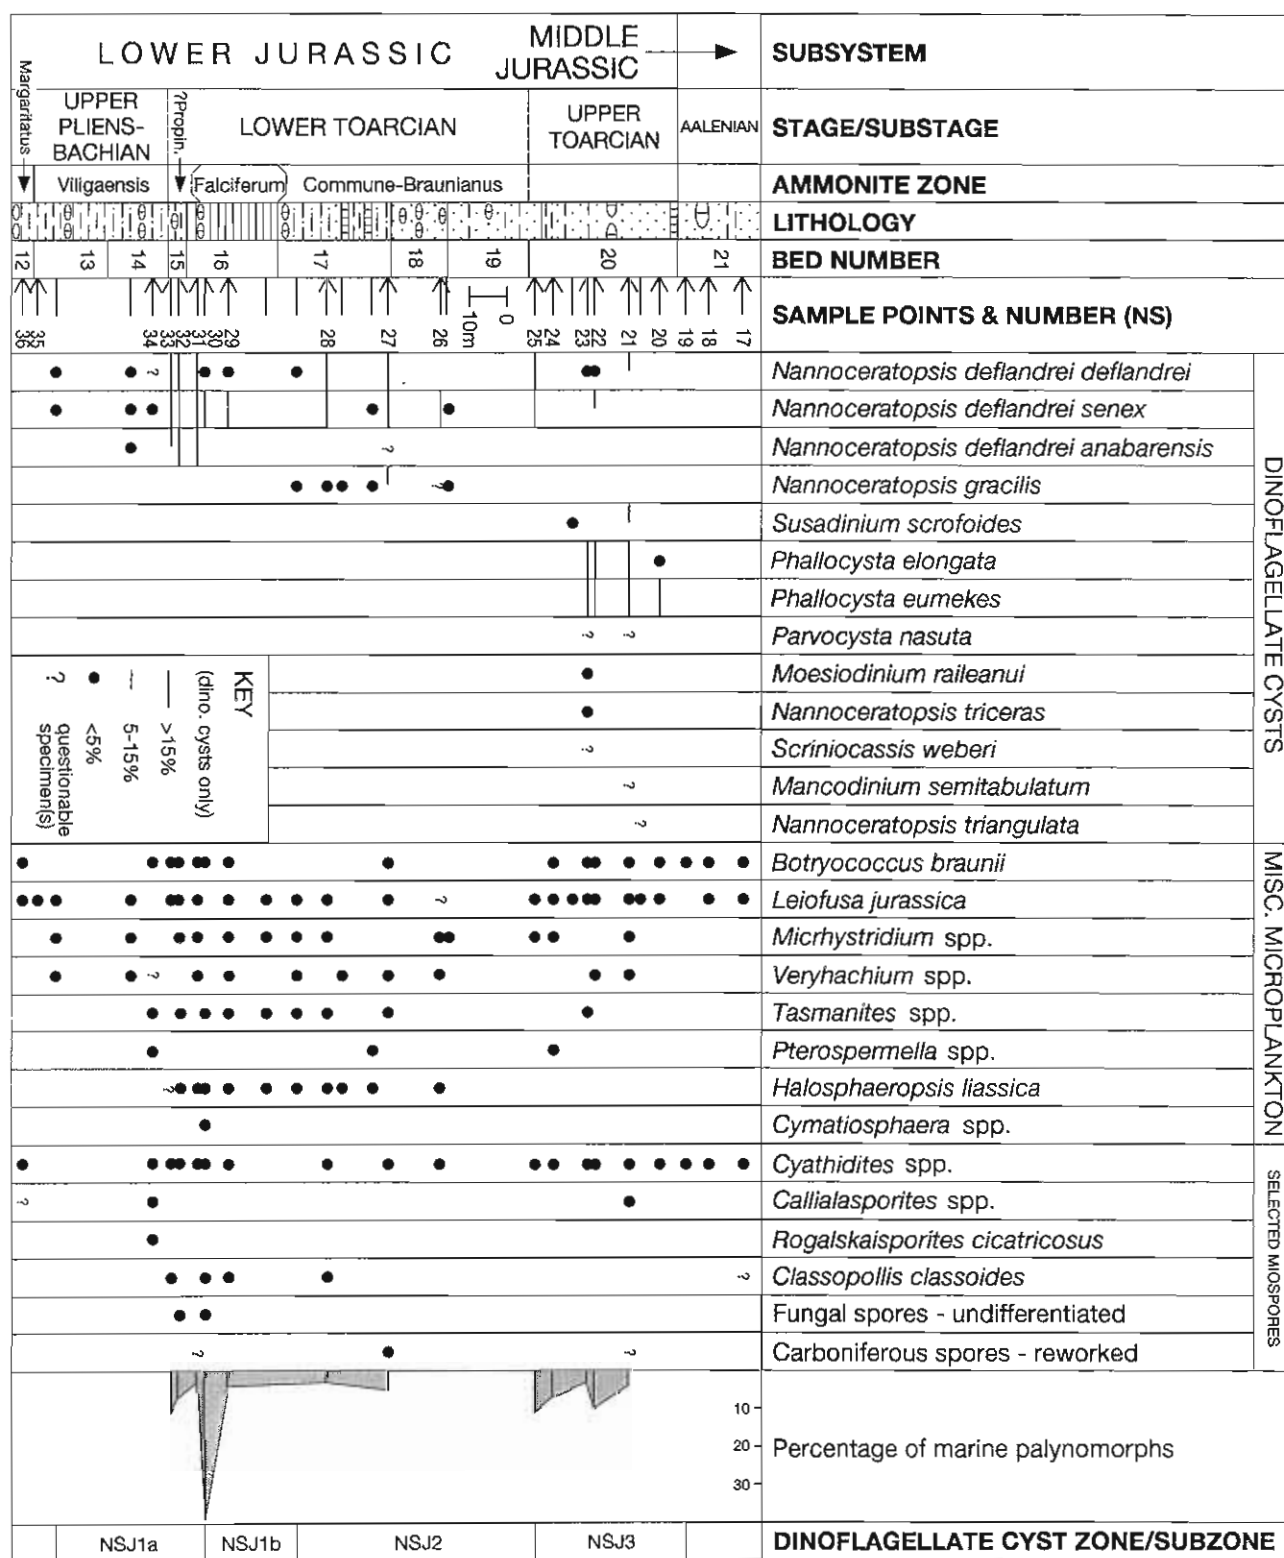 LOWER JURASSIC
MIDDLE
JURASSIC
SUBSYSTEM
Margaritatus
UPPER
PLIENS-
BACHIAN
?Propin.
LOWER TOARCIAN
UPPER
TOARCIAN
AALENIAN
STAGE/SUBSTAGE
Viligaensis
Falciferum
Commune-Braunianus
AMMONITE ZONE
LITHOLOGY
12 13 14 15 16 17 18 19 20 21
BED NUMBER
36 35 34 33 32 31 30 29 28 27 26 25 24 23 22 21 20 19 18 17
10m 0
SAMPLE POINTS & NUMBER (NS)
DINOFLAGELLATE CYSTS
? Nannoceratopsis deflandrei deflandrei
Nannoceratopsis deflandrei senex
? Nannoceratopsis deflandrei anabarensis
? Nannoceratopsis gracilis
Susadinium scrofoides
Phallocysta elongata
Phallocysta eumekes
? ? Parvocysta nasuta
Moesiodinium raileanui
Nannoceratopsis triceras
? Scriniocassis weberi
? Mancodinium semitabulatum
? Nannoceratopsis triangulata
KEY
(dino. cysts only)
>15%
5-15%
<5%
? questionable
specimen(s)
MISC. MICROPLANKTON
Botryococcus braunii
? Leiofusa jurassica
Micrhystridium spp.
? Veryhachium spp.
Tasmanites spp.
Pterospermella spp.
? Halosphaeropsis liassica
Cymatiosphaera spp.
SELECTED MIOSPORES
Cyathidites spp.
? Callialasporites spp.
Rogalskaisporites cicatricosus
? Classopollis classoides
Fungal spores - undifferentiated
? ? Carboniferous spores - reworked
10
20
30
Percentage of marine palynomorphs
NSJ1a NSJ1b NSJ2 NSJ3
DINOFLAGELLATE CYST ZONE/SUBZONE